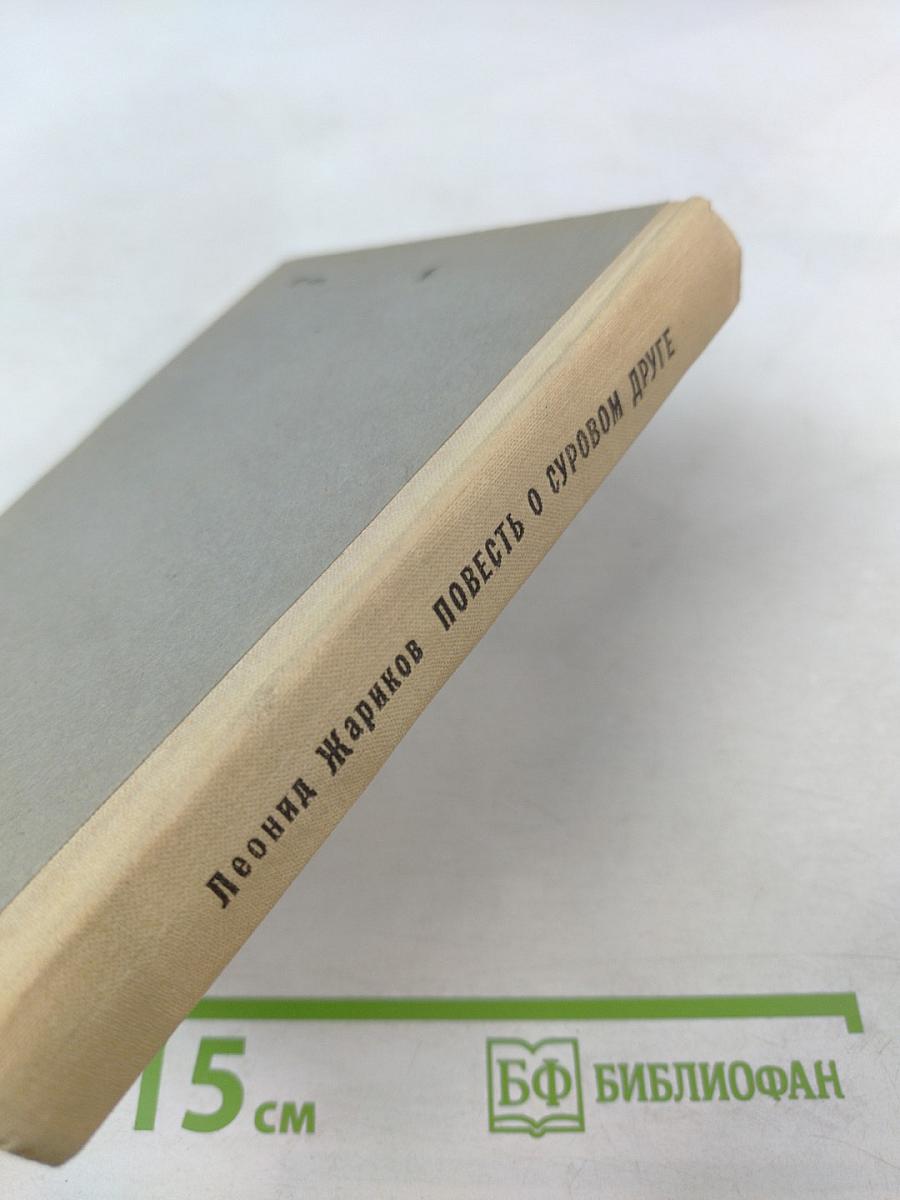 Леонид Жариков ПОВЕСТЬ О СУРОВОМ ДРУГЕ
15 см
БФ БИБЛИОФАН